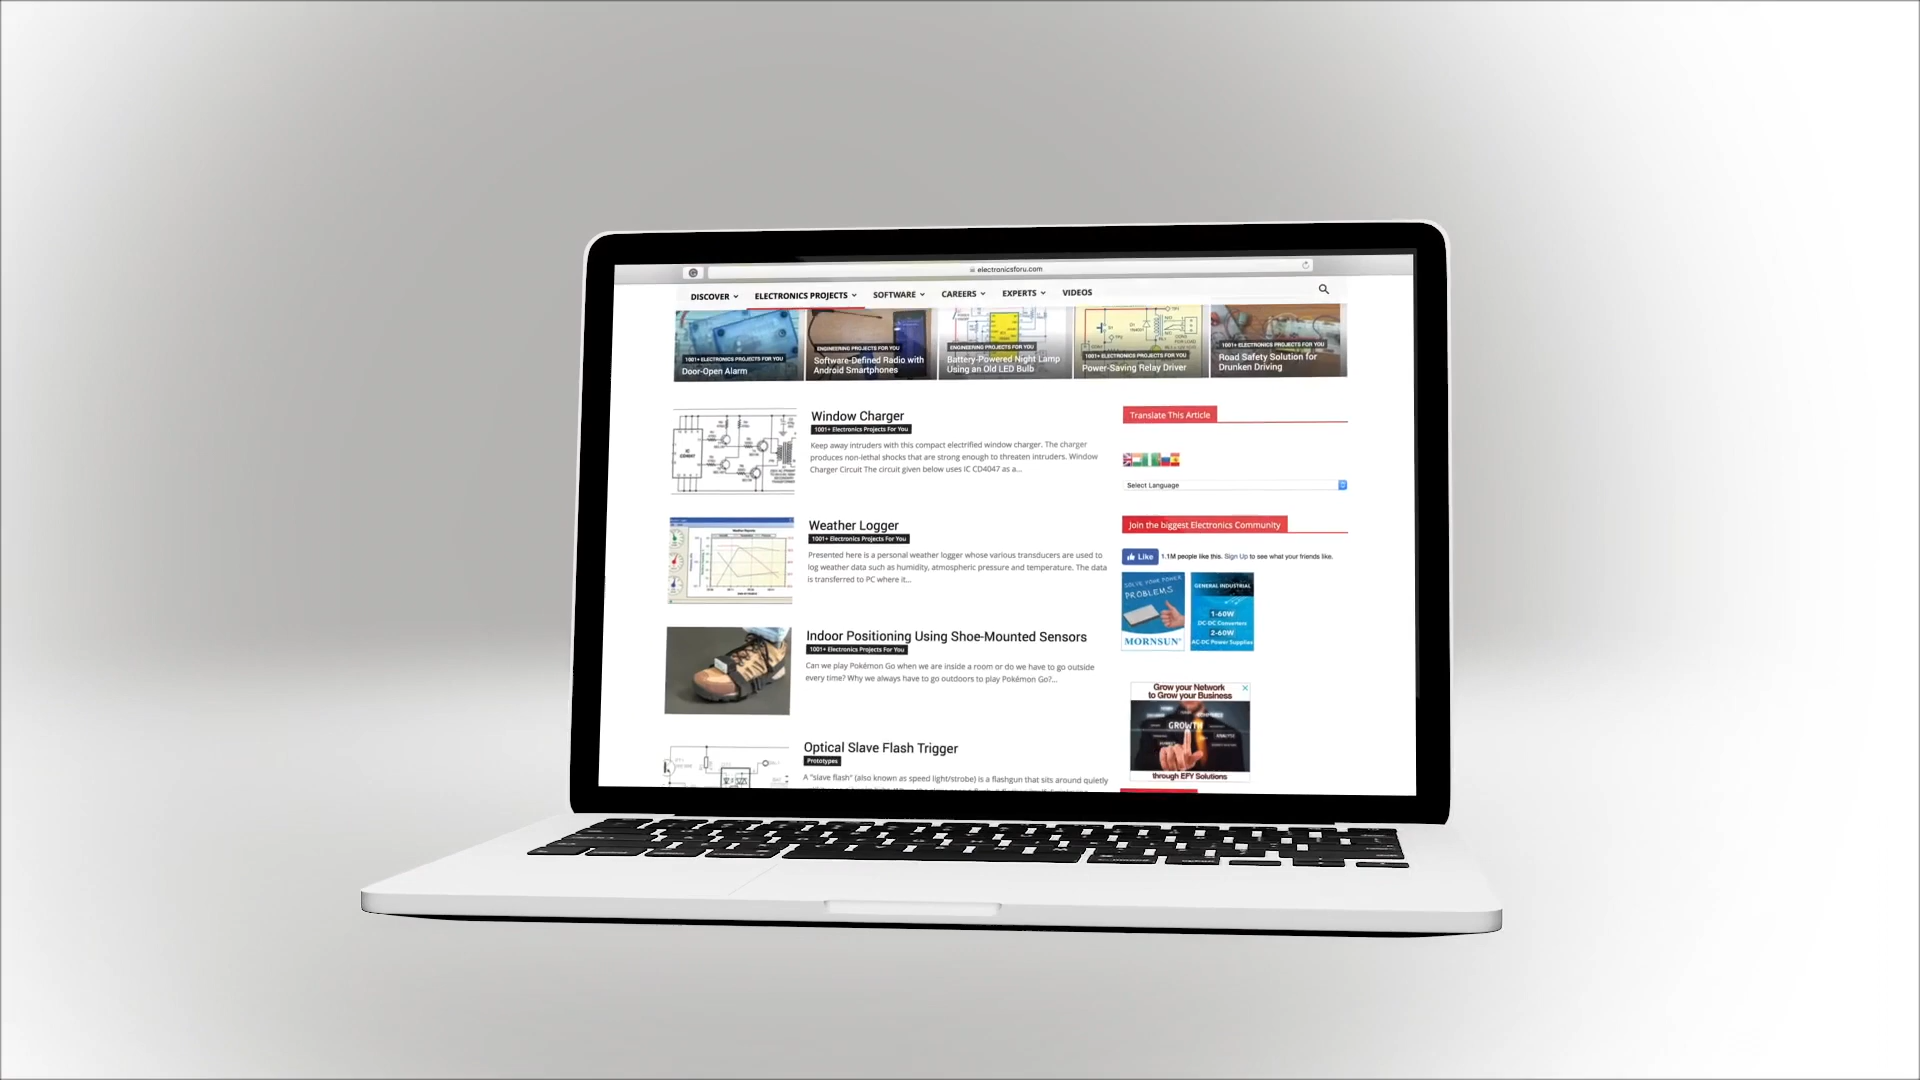 electronicsforu.com
DISCOVER
ELECTRONICS PROJECTS
SOFTWARE
CAREERS
EXPERTS
VIDEOS
1001+ ELECTRONICS PROJECTS FOR YOU
Door-Open Alarm
ENGINEERING PROJECTS FOR YOU
Software-Defined Radio with
Android Smartphones
ENGINEERING PROJECTS FOR YOU
Battery-Powered Night Lamp
Using an Old LED Bulb
1001+ ELECTRONICS PROJECTS FOR YOU
Power-Saving Relay Driver
1001+ ELECTRONICS PROJECTS FOR YOU
Road Safety Solution for
Drunken Driving
Window Charger
1001+ Electronics Projects For You
Keep away intruders with this compact electrified window charger. The charger
produces non-lethal shocks that are strong enough to threaten intruders. Window
Charger Circuit The circuit given below uses IC CD4047 as a...
Weather Logger
1001+ Electronics Projects For You
Presented here is a personal weather logger whose various transducers are used to
log weather data such as humidity, atmospheric pressure and temperature. The data
is transferred to PC where it...
Indoor Positioning Using Shoe-Mounted Sensors
1001+ Electronics Projects For You
Can we play Pokémon Go when we are inside a room or do we have to go outside
every time? Why we always have to go outdoors to play Pokémon Go?...
Optical Slave Flash Trigger
Prototypes
A "slave flash" (also known as speed light/strobe) is a flashgun that sits around quietly
Translate This Article
Select Language
Join the biggest Electronics Community
Like
1.1M people like this. Sign Up to see what your friends like.
SOLVE YOUR POWER
PROBLEMS
MORNSUN
GENERAL INDUSTRIAL
1-60W
DC-DC Converters
2-60W
AC-DC Power Supplies
Grow your Network
to Grow your Business
GROWTH
through EFY Solutions